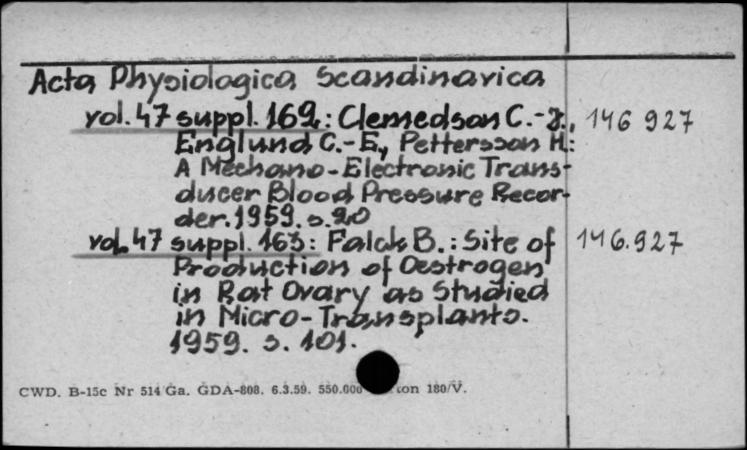 Acta Physiologica Scandinavica
vol. 47 suppl. 162: Clemedson C.-J., 146 927
Englund C.-E., Pettersson H.:
A Mechano-Electronic Trans-
ducer Blood Pressure Recor-
der. 1959. s. 20
vol. 47 suppl. 163: Falck B.: Site of 146.927
Production of Oestrogen
in Rat Ovary as Studied
in Micro-Transplants.
1959. s. 101.
CWD. B-15c Nr 514/Ga. GDA-808. 6.3.59. 550.000 ton 180/V.